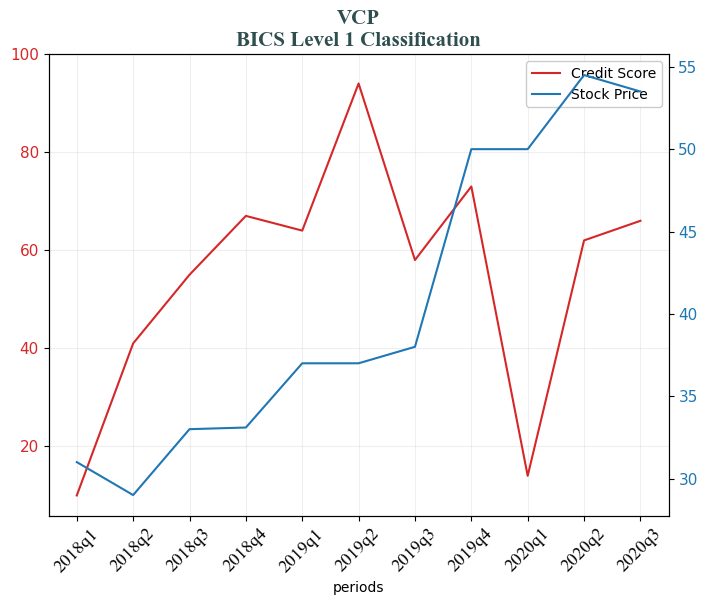 VCP
BICS Level 1 Classification
100
80
60
40
20
55
50
45
40
35
30
Credit Score
Stock Price
2018q1
2018q2
2018q3
2018q4
2019q1
2019q2
2019q3
2019q4
2020q1
2020q2
2020q3
periods